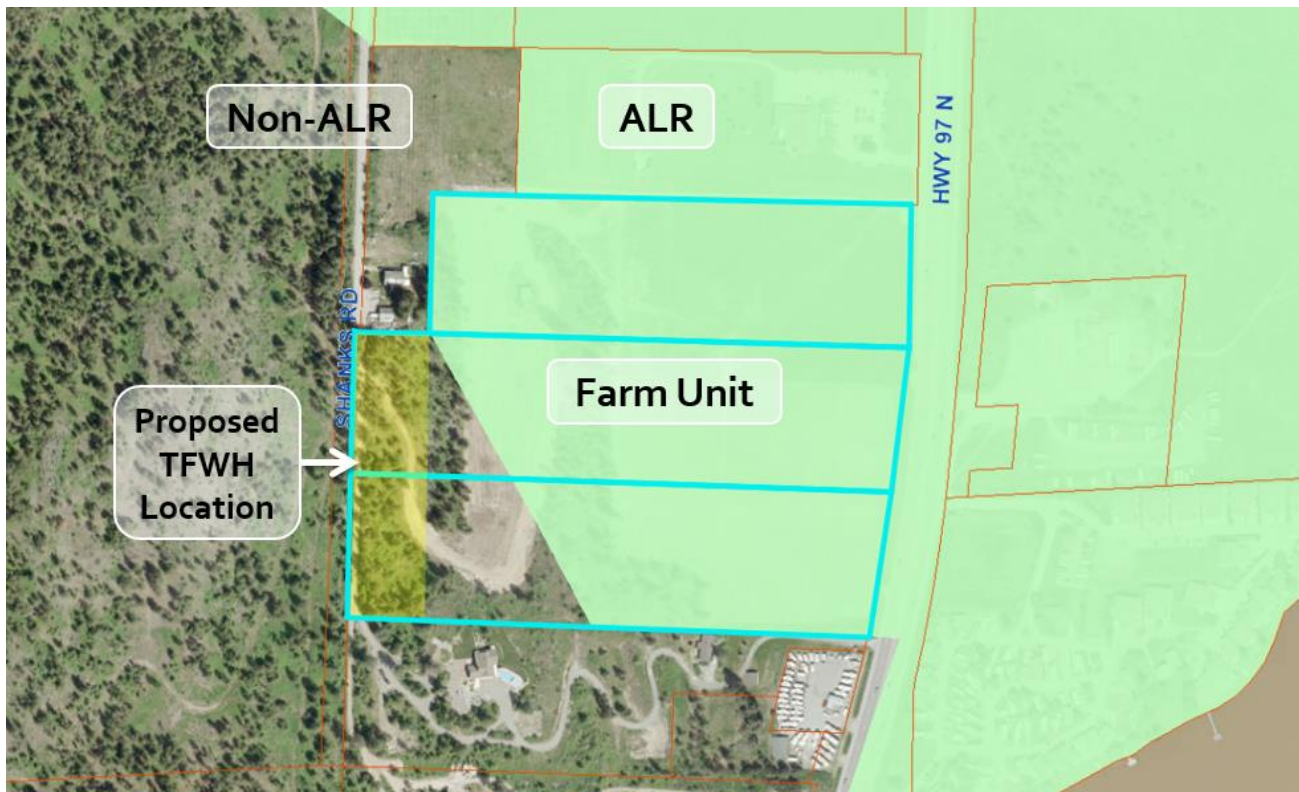 Non-ALR
ALR
HWY 97 N
SHANKS RD
Farm Unit
Proposed
TFWH
Location